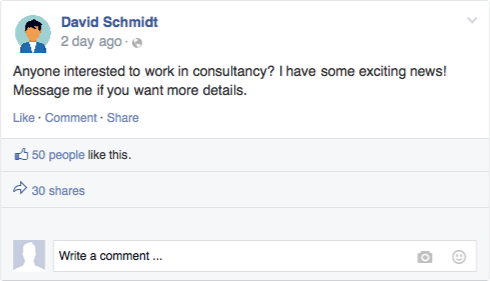 David Schmidt
2 day ago ·
Anyone interested to work in consultancy? I have some exciting news!
Message me if you want more details.
Like · Comment · Share
50 people like this.
30 shares
Write a comment ...